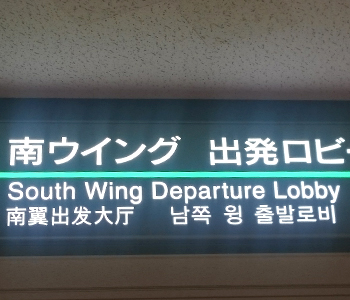 南ウイング 出発ロビー
South Wing Departure Lobby
南翼出发大厅 남쪽 윙 출발로비